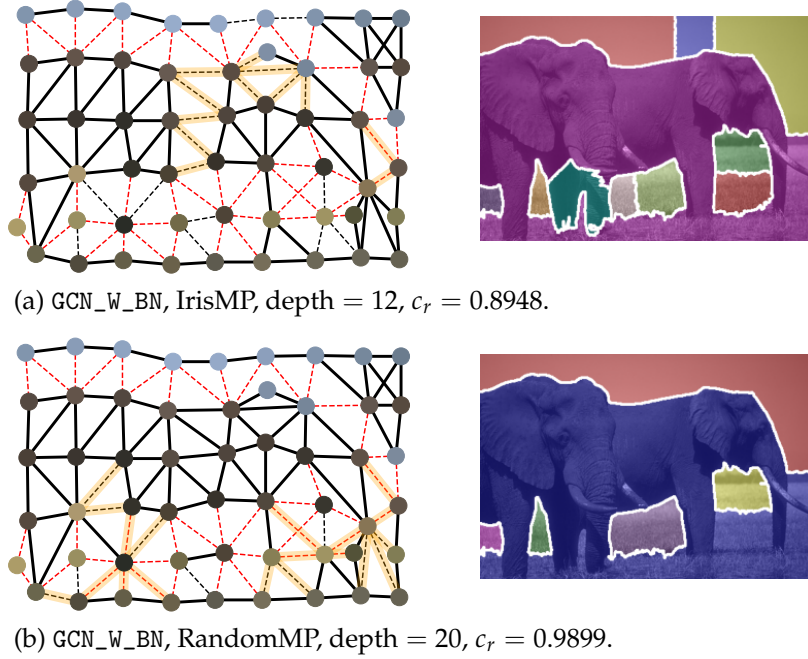 (a) GCN_W_BN, IrisMP, depth = 12, c_r = 0.8948.
(b) GCN_W_BN, RandomMP, depth = 20, c_r = 0.9899.